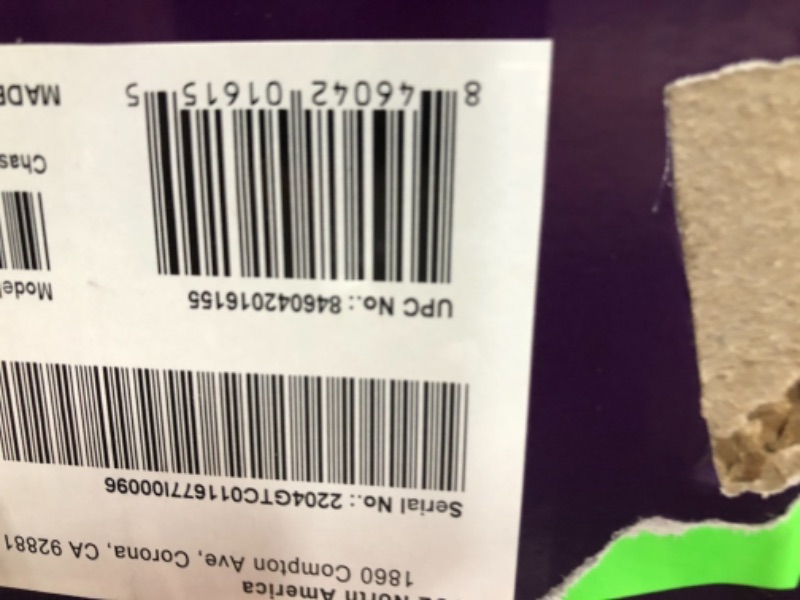 North America
1860 Compton Ave, Corona, CA 92881
Serial No.: 2204GTC011677I00096
UPC No.: 846042016155 Model
Chas
8 46042 01615 5 MADE